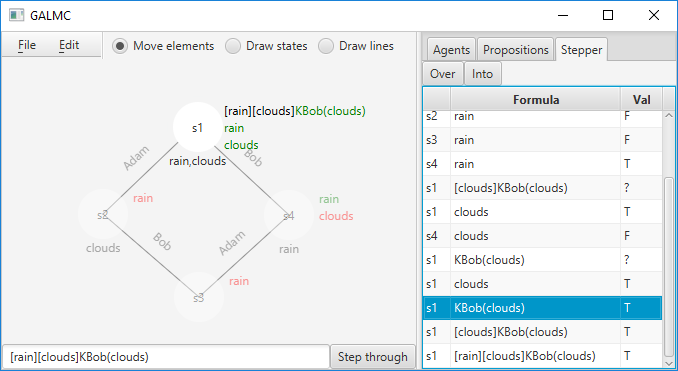 GALMC
File Edit Move elements Draw states Draw lines
Agents Propositions Stepper
Over Into
Formula Val
s2 rain F
s3 rain F
s4 rain T
s1 [clouds]KBob(clouds) ?
s1 clouds T
s4 clouds F
s1 KBob(clouds) ?
s1 clouds T
s1 KBob(clouds) T
s1 [clouds]KBob(clouds) T
s1 [rain][clouds]KBob(clouds) T
[rain][clouds]KBob(clouds)
s1 rain
clouds
rain,clouds
Adam Bob
s2 rain
clouds
s4 rain
clouds
rain
Bob Adam
s3 rain
[rain][clouds]KBob(clouds) Step through